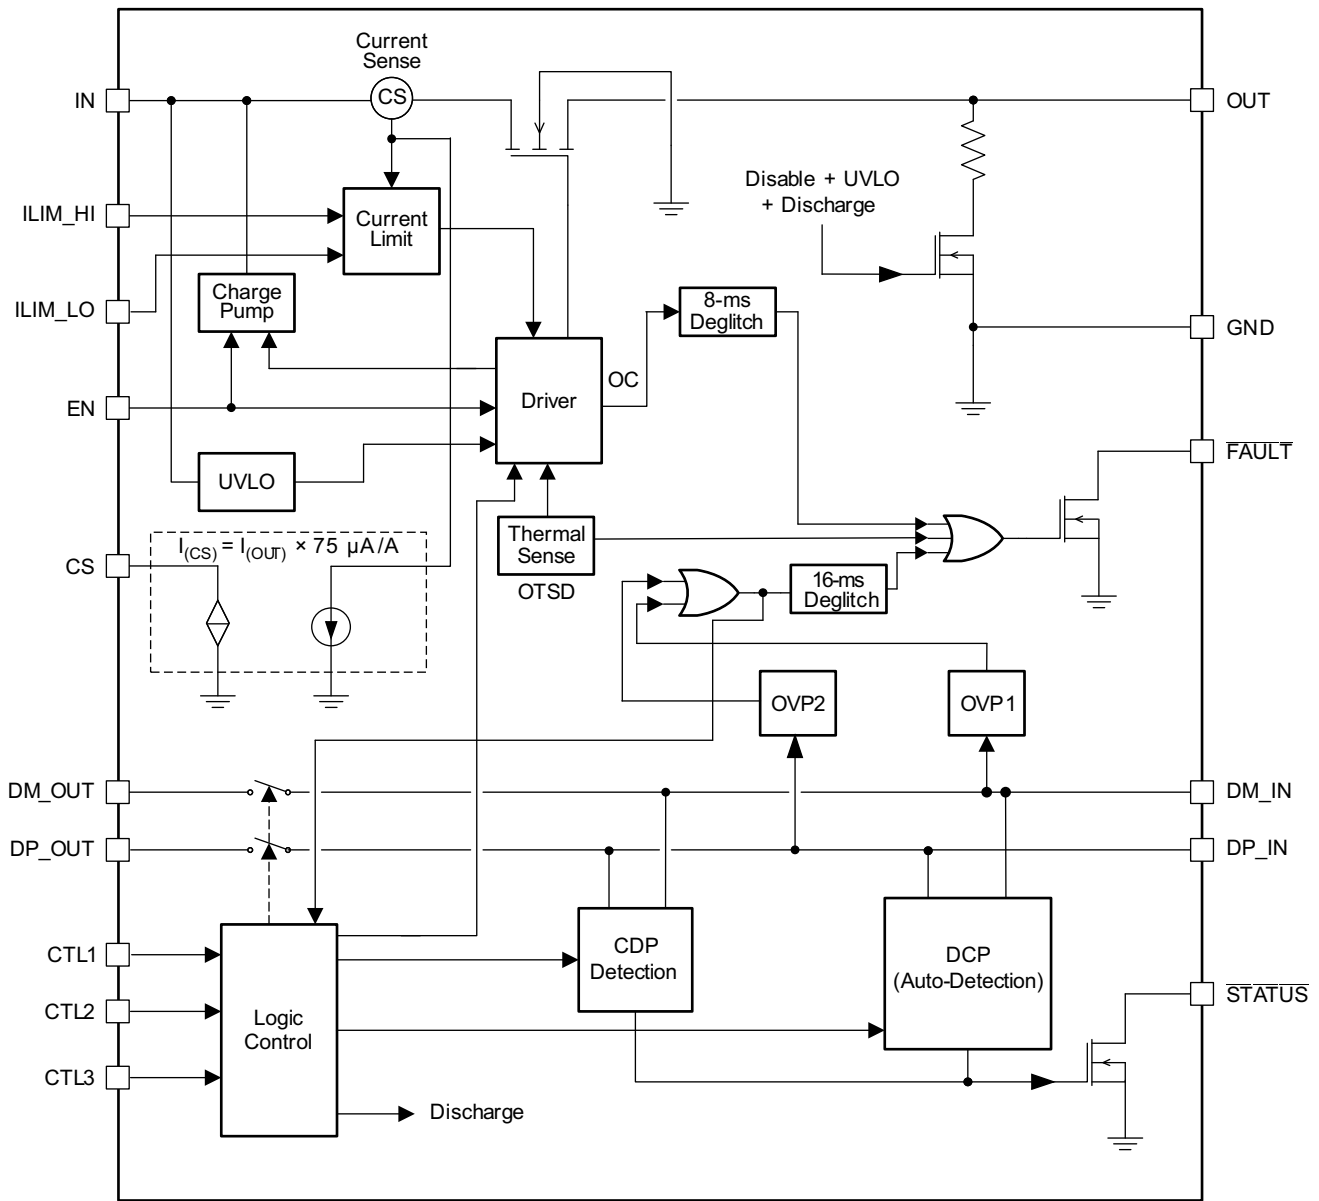 Current
Sense
IN
CS
OUT
Disable + UVLO
+ Discharge
ILIM_HI
Current
Limit
ILIM_LO
Charge
Pump
8-ms
Deglitch
GND
OC
EN
Driver
FAULT
UVLO
Thermal
Sense
OTSD
I(CS) = I(OUT) × 75 µA/A
CS
16-ms
Deglitch
OVP2
OVP1
DM_OUT
DM_IN
DP_OUT
DP_IN
CTL1
CDP
Detection
DCP
(Auto-Detection)
STATUS
CTL2
Logic
Control
CTL3
Discharge